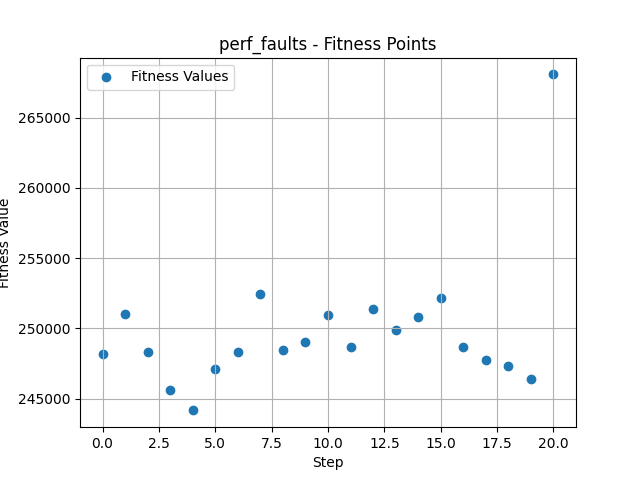 perf_faults - Fitness Points
Fitness Values
Fitness Value
265000
260000
255000
250000
245000
0.0 2.5 5.0 7.5 10.0 12.5 15.0 17.5 20.0
Step